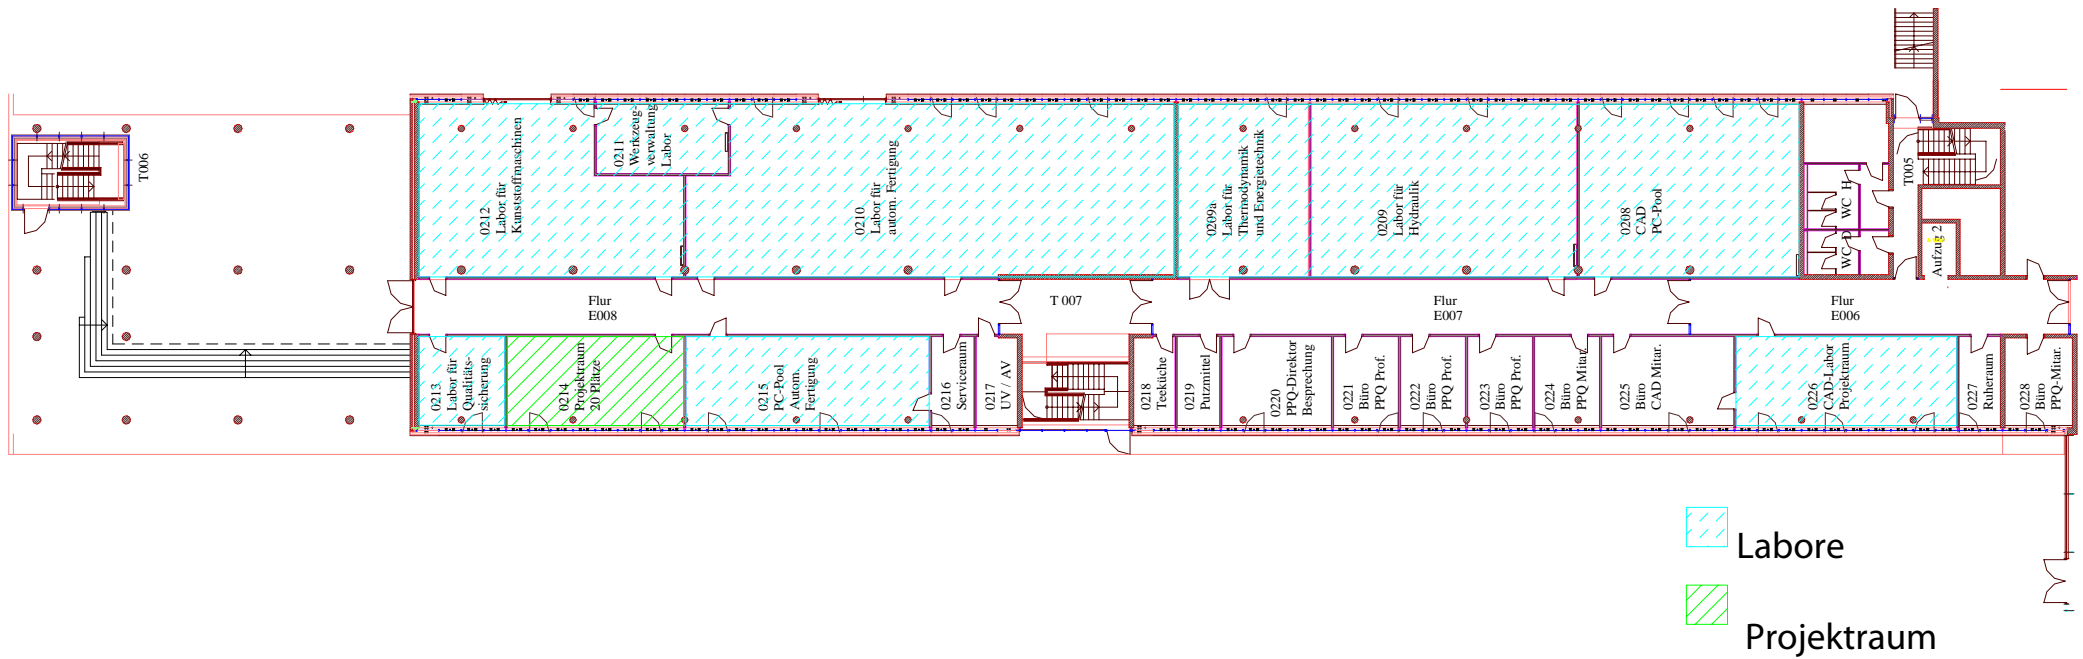 T006
0212
Labor für
Kunststoffmaschinen
0211
Werkzeug-
verwaltung
Labor
0210
Labor für
autom. Fertigung
0209a
Labor für
Thermodynamik
und Energietechnik
0209
Labor für
Hydraulik
0208
CAD
PC-Pool
WC H
WC D
T005
Aufzug 2
Flur
E008
T 007
Flur
E007
Flur
E006
0213
Labor für
Qualitäts-
sicherung
0214
Projektraum
20 Plätze
0215
PC-Pool
Autom.
Fertigung
0216
Serviceraum
0217
UV / AV
0218
Teeküche
0219
Putzmittel
0220
PPQ-Direktor
Besprechung
0221
Büro
PPQ Prof.
0222
Büro
PPQ Prof.
0223
Büro
PPQ Prof.
0224
Büro
PPQ Mitar.
0225
Büro
CAD Mitar.
0226
CAD-Labor
Projektraum
0227
Ruheraum
0228
Büro
PPQ-Mitar.
Labore
Projektraum